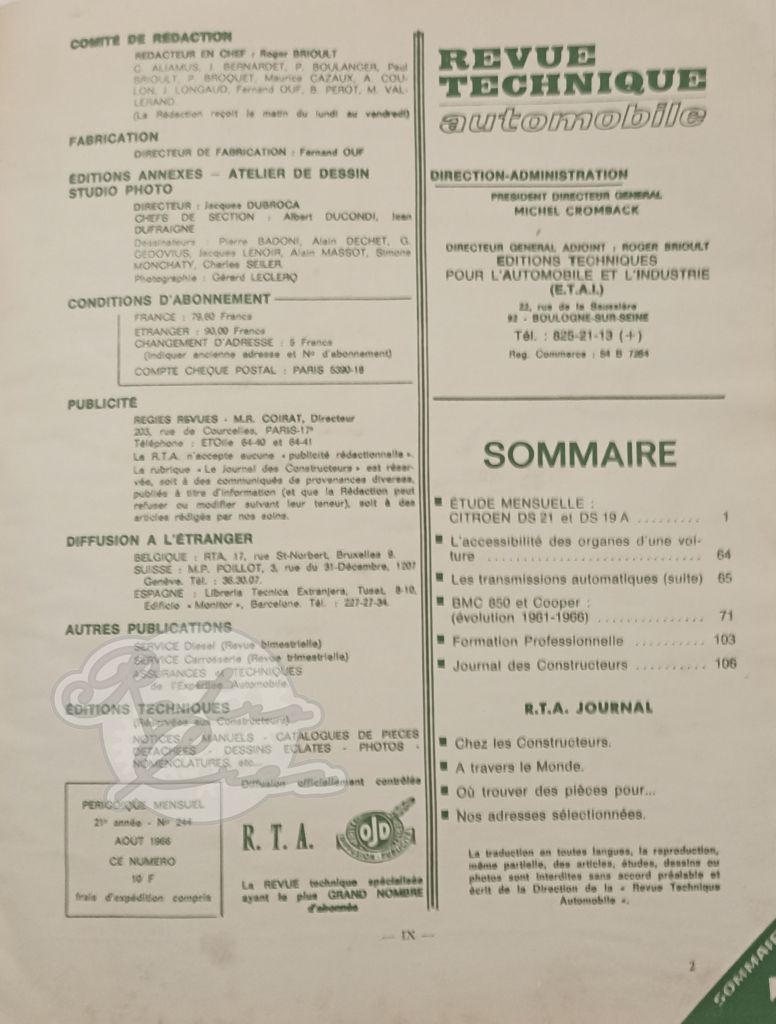 COMITÉ DE RÉDACTION
REDACTEUR EN CHEF : Roger BRIOULT
C. ALIAMUS, J. BERNARDET, P. BOULANGER, Paul
BRIOULT, P. BROQUET, Maurice CAZAUX, A. COU-
LON, J. LONGAUD, Fernand OUF, B. PEROT, M. VAL-
LERAND.
(La Rédaction reçoit le matin du lundi au vendredi)
FABRICATION
DIRECTEUR DE FABRICATION : Fernand OUF
ÉDITIONS ANNEXES — ATELIER DE DESSIN
STUDIO PHOTO
DIRECTEUR : Jacques DUBROCA
CHEFS DE SECTION : Albert DUCONDI, Jean
DUFRAIGNE
Dessinateurs : Pierre BADONI, Alain DECHET, G.
GEDOVIUS, Jacques LENOIR, Alain MASSOT, Simone
MONCHATY, Charles SEILER
Photographie : Gérard LECLERQ
CONDITIONS D'ABONNEMENT
FRANCE : 79,60 Francs
ETRANGER : 90,00 Francs
CHANGEMENT D'ADRESSE : 5 Francs
(Indiquer ancienne adresse et N° d'abonnement)
COMPTE CHEQUE POSTAL : PARIS 5390-18
PUBLICITÉ
REGIES REVUES - M.R. COIRAT, Directeur
203, rue de Courcelles, PARIS-17e
Téléphone : ETOile 64-40 et 64-41
La R.T.A. n'accepte aucune « publicité rédactionnelle ».
La rubrique « Le Journal des Constructeurs » est réser-
vée, soit à des communiqués de provenances diverses,
publiés à titre d'information (et que la Rédaction peut
refuser ou modifier suivant leur teneur), soit à des
articles rédigés par nos soins.
DIFFUSION A L'ÉTRANGER
BELGIQUE : RTA, 17, rue St-Norbert, Bruxelles 9.
SUISSE : M.P. POILLOT, 3, rue du 31-Décembre, 1207
Genève. Tél. : 36.30.07.
ESPAGNE : Libreria Tecnica Extranjera, Tuset, 8-10,
Edificio « Monitor », Barcelone. Tél. : 227-27-34.
AUTRES PUBLICATIONS
SERVICE Diesel (Revue bimestrielle)
SERVICE Carrosserie (Revue trimestrielle)
ASSURANCES et TECHNIQUES
de l'Expertise Automobile
ÉDITIONS TECHNIQUES
(Réservées aux Constructeurs)
NOTICES - MANUELS - CATALOGUES DE PIECES
DETACHEES - DESSINS ECLATES - PHOTOS -
NOMENCLATURES, etc...
Diffusion officiellement contrôlée
PERIODIQUE MENSUEL
21e année - N° 244
AOUT 1966
CE NUMERO
10 F
frais d'expédition compris
R. T. A.
OJD
La REVUE technique spécialisée
ayant le plus GRAND NOMBRE
d'abonnés
REVUE
TECHNIQUE
automobile
DIRECTION-ADMINISTRATION
PRESIDENT DIRECTEUR GENERAL
MICHEL CROMBACK
DIRECTEUR GENERAL ADJOINT : ROGER BRIOULT
EDITIONS TECHNIQUES
POUR L'AUTOMOBILE ET L'INDUSTRIE
(E.T.A.I.)
22, rue de la Saussière
92 - BOULOGNE-SUR-SEINE
Tél. : 825-21-13 (+)
Reg. Commerce : 54 B 7264
SOMMAIRE
ÉTUDE MENSUELLE :
CITROEN DS 21 et DS 19 A ......... 1
L'accessibilité des organes d'une voi-
ture ........................ 64
Les transmissions automatiques (suite) 65
BMC 850 et Cooper :
(évolution 1961-1966) .............. 71
Formation Professionnelle .......... 103
Journal des Constructeurs .......... 106
R.T.A. JOURNAL
Chez les Constructeurs.
A travers le Monde.
Où trouver des pièces pour...
Nos adresses sélectionnées.
La traduction en toutes langues, la reproduction,
même partielle, des articles, études, dessins ou
photos sont interdites sans accord préalable et
écrit de la Direction de la « Revue Technique
Automobile ».
— IX —
2
SOMMAIRE